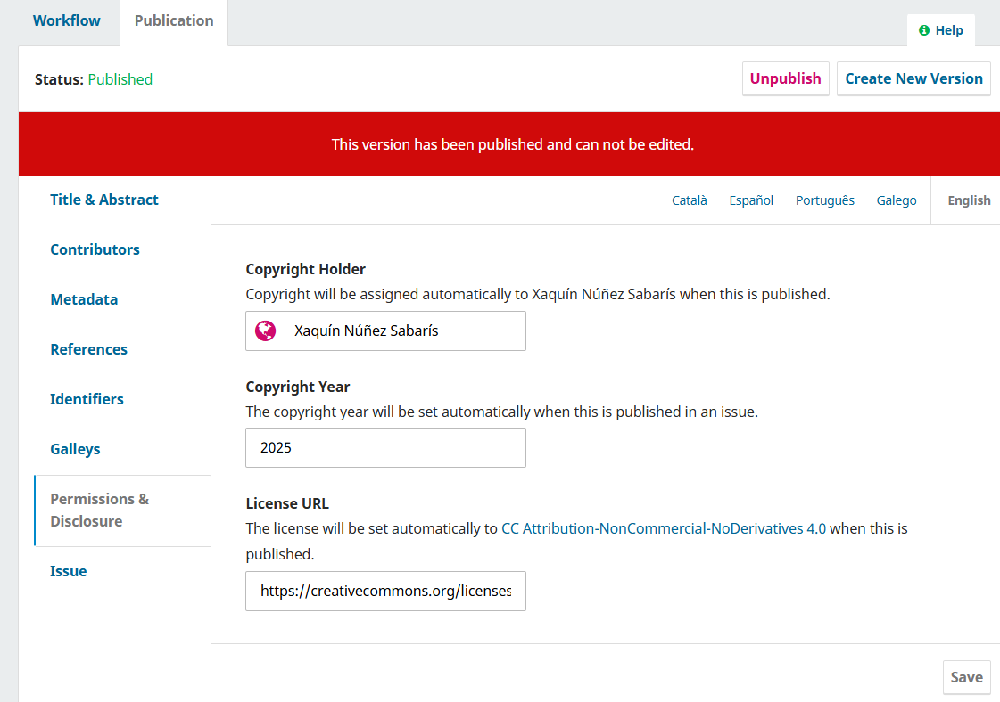 Workflow
Publication
Help
Status: Published
Unpublish
Create New Version
This version has been published and can not be edited.
Title & Abstract
Contributors
Metadata
References
Identifiers
Galleys
Permissions &
Disclosure
Issue
Català
Español
Português
Galego
English
Copyright Holder
Copyright will be assigned automatically to Xaquín Núñez Sabarís when this is published.
Xaquín Núñez Sabarís
Copyright Year
The copyright year will be set automatically when this is published in an issue.
2025
License URL
The license will be set automatically to CC Attribution-NonCommercial-NoDerivatives 4.0 when this is
published.
https://creativecommons.org/licenses
Save